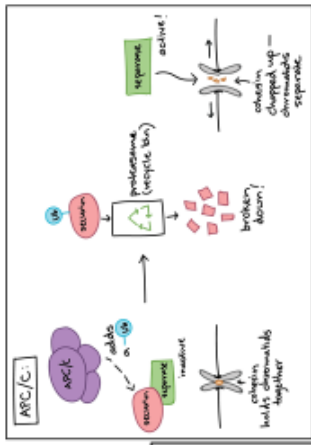 APC/C:
APC/C
adds
a
Ub
securin
separase
inactive
cohesin
holds chromatids
together
Ub
securin
proteasome
(recycle bin)
broken
down!
separase
active!
cohesin
chopped up —
chromatids
separate